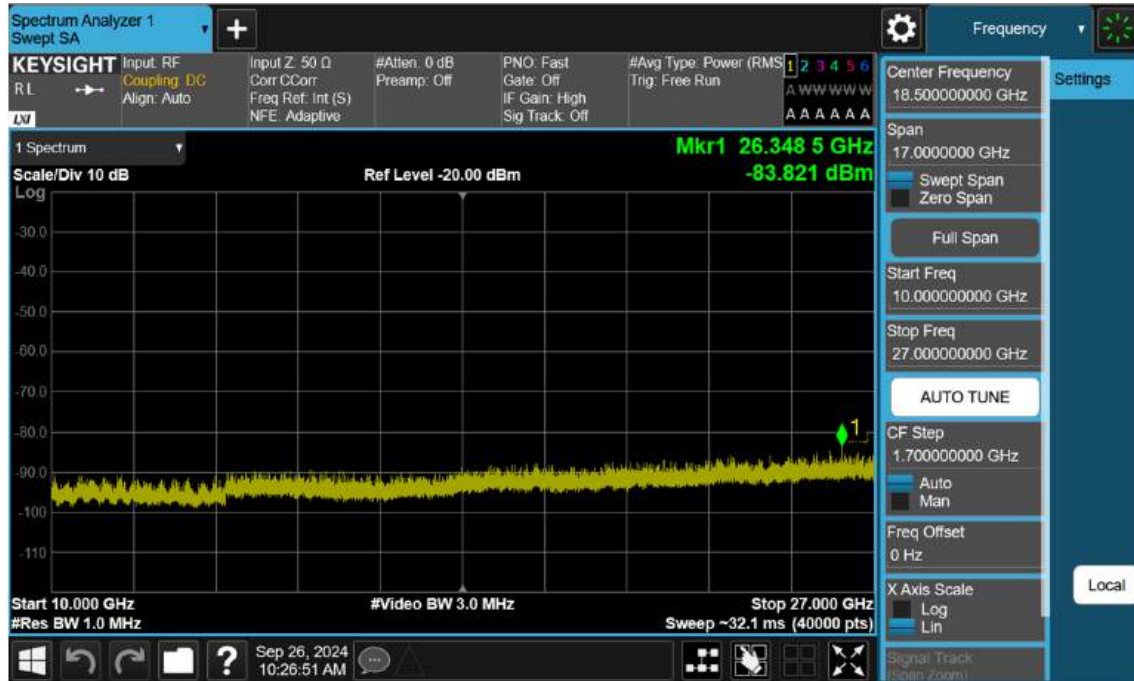 Spectrum Analyzer 1
Swept SA
+
Frequency
KEYSIGHT
RL
LXI
Input: RF
Coupling: DC
Align: Auto
Input Z: 50 Ω
Corr CCorr
Freq Ref: Int (S)
NFE: Adaptive
#Atten: 0 dB
Preamp: Off
PNO: Fast
Gate: Off
IF Gain: High
Sig Track: Off
#Avg Type: Power (RMS
Trig: Free Run
1 2 3 4 5 6
A W W W W W
A A A A A A
1 Spectrum
Scale/Div 10 dB
Ref Level -20.00 dBm
Mkr1 26.348 5 GHz
-83.821 dBm
Log
-30.0
-40.0
-50.0
-60.0
-70.0
-80.0
-90.0
-100
-110
1
Start 10.000 GHz
#Video BW 3.0 MHz
Stop 27.000 GHz
#Res BW 1.0 MHz
Sweep ~32.1 ms (40000 pts)
Center Frequency
18.500000000 GHz
Settings
Span
17.0000000 GHz
Swept Span
Zero Span
Full Span
Start Freq
10.000000000 GHz
Stop Freq
27.000000000 GHz
AUTO TUNE
CF Step
1.700000000 GHz
Auto
Man
Freq Offset
0 Hz
X Axis Scale
Log
Lin
Local
Signal Track
(Span Zoom)
?
Sep 26, 2024
10:26:51 AM